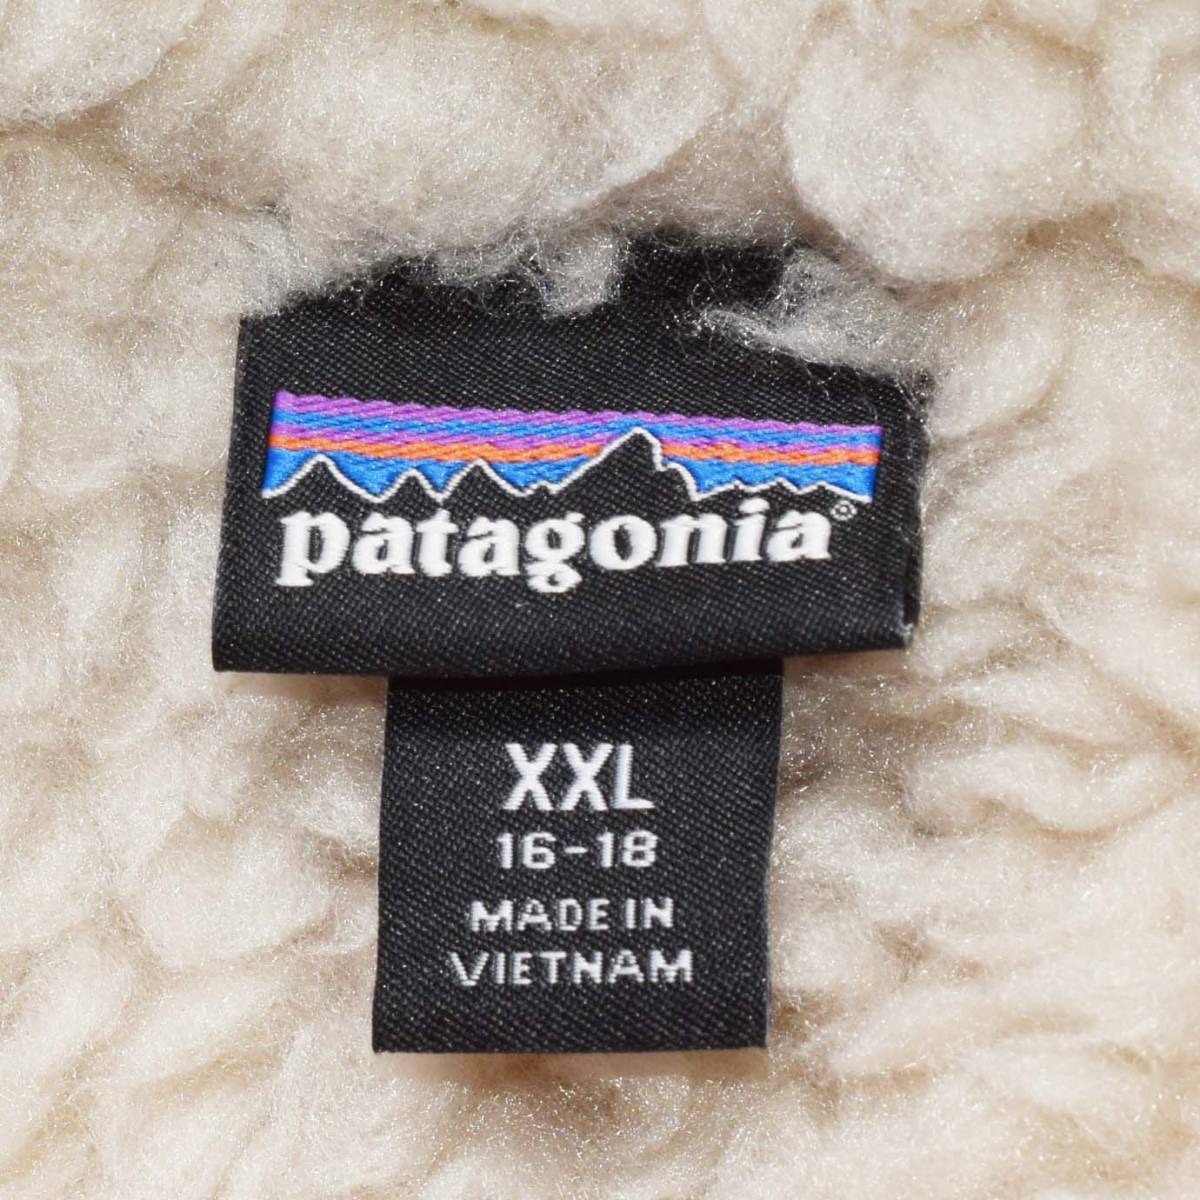 patagonia®
XXL
16-18
MADE IN
VIETNAM